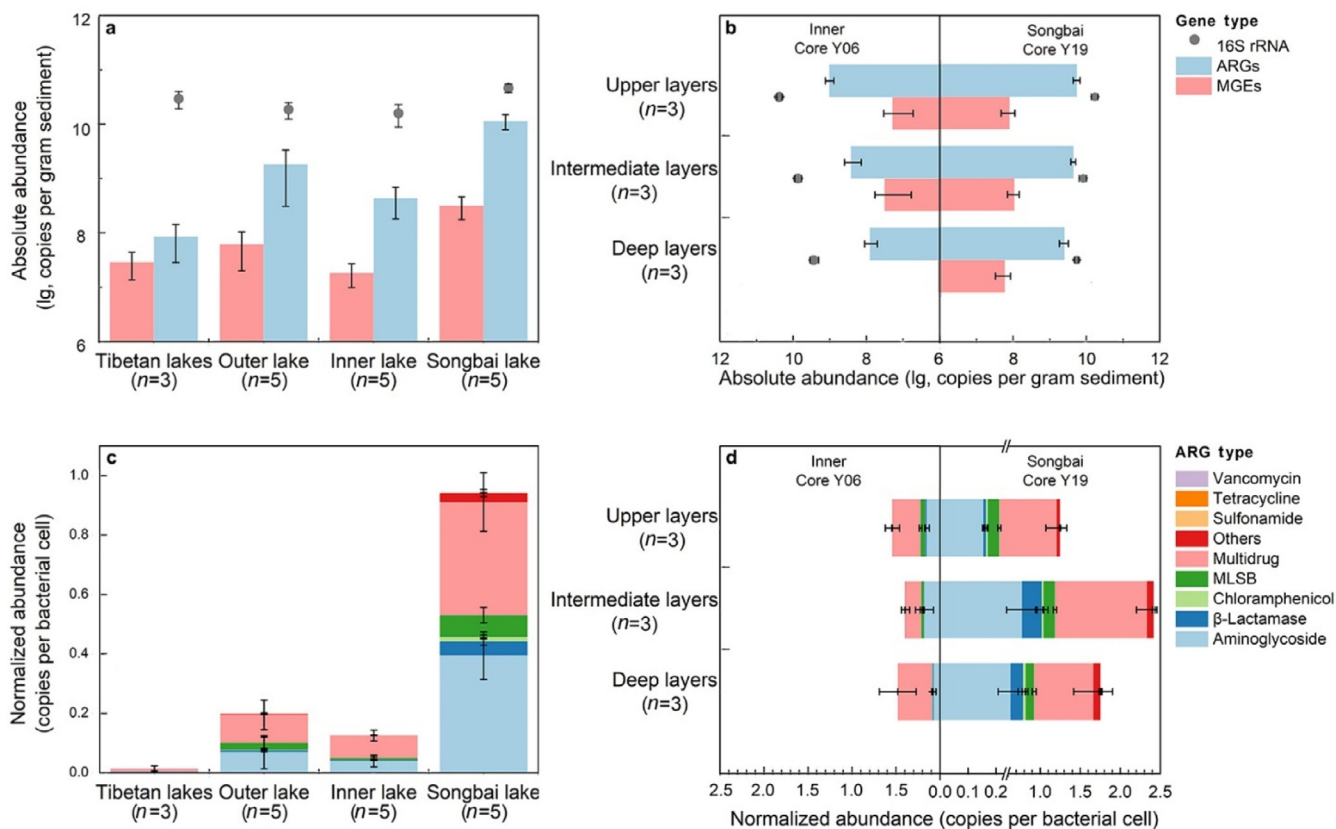 a
12
10
8
6
Absolute abundance
(lg, copies per gram sediment)
Tibetan lakes
(n=3)
Outer lake
(n=5)
Inner lake
(n=5)
Songbai lake
(n=5)
b
Inner
Core Y06
Songbai
Core Y19
Upper layers
(n=3)
Intermediate layers
(n=3)
Deep layers
(n=3)
12 10 8 6 8 10 12
Absolute abundance (lg, copies per gram sediment)
Gene type
16S rRNA
ARGs
MGEs
c
1.0
0.8
0.6
0.4
0.2
0.0
Normalized abundance
(copies per bacterial cell)
Tibetan lakes
(n=3)
Outer lake
(n=5)
Inner lake
(n=5)
Songbai lake
(n=5)
d
Inner
Core Y06
Songbai
Core Y19
Upper layers
(n=3)
Intermediate layers
(n=3)
Deep layers
(n=3)
2.5 2.0 1.5 1.0 0.5 0.0 0.1 0.2 1.0 1.5 2.0 2.5
Normalized abundance (copies per bacterial cell)
ARG type
Vancomycin
Tetracycline
Sulfonamide
Others
Multidrug
MLSB
Chloramphenicol
β-Lactamase
Aminoglycoside